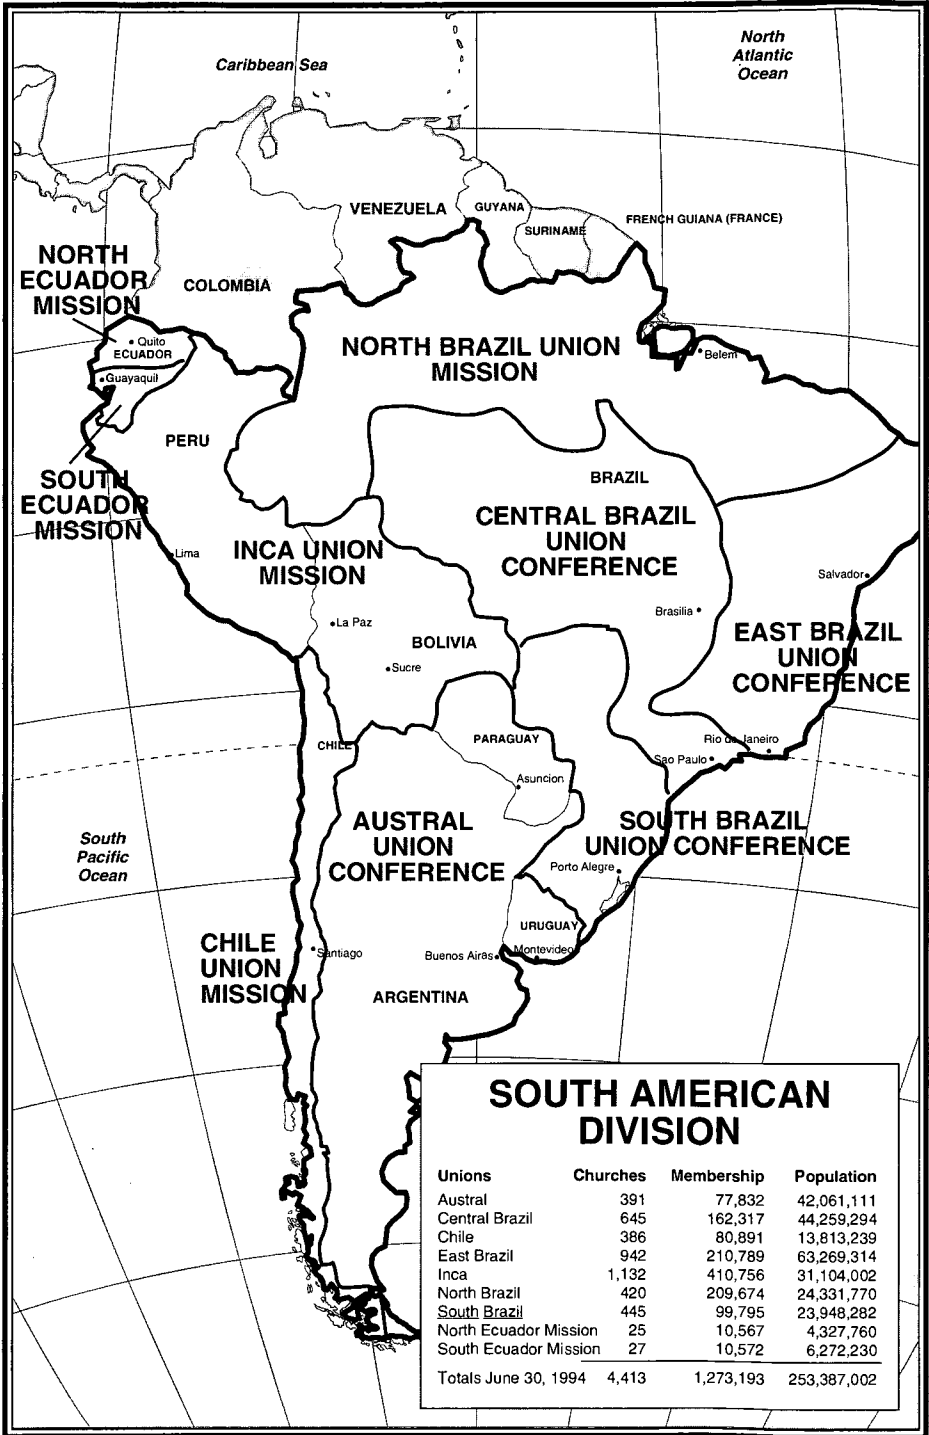 Caribbean Sea
North
Atlantic
Ocean
VENEZUELA
GUYANA
SURINAME
FRENCH GUIANA (FRANCE)
COLOMBIA
NORTH
ECUADOR
MISSION
Quito
ECUADOR
Guayaquil
NORTH BRAZIL UNION
MISSION
Belem
PERU
SOUTH
ECUADOR
MISSION
BRAZIL
CENTRAL BRAZIL
UNION
CONFERENCE
Lima
INCA UNION
MISSION
Salvador
Brasilia
La Paz
BOLIVIA
Sucre
EAST BRAZIL
UNION
CONFERENCE
CHILE
PARAGUAY
Rio de Janeiro
Sao Paulo
Asuncion
South
Pacific
Ocean
AUSTRAL
UNION
CONFERENCE
SOUTH BRAZIL
UNION CONFERENCE
Porto Alegre
URUGUAY
CHILE
UNION
MISSION
Santiago
Buenos Aires
Montevideo
ARGENTINA
SOUTH AMERICAN
DIVISION
Unions Churches Membership Population
Austral 391 77,832 42,061,111
Central Brazil 645 162,317 44,259,294
Chile 386 80,891 13,813,239
East Brazil 942 210,789 63,269,314
Inca 1,132 410,756 31,104,002
North Brazil 420 209,674 24,331,770
South Brazil 445 99,795 23,948,282
North Ecuador Mission 25 10,567 4,327,760
South Ecuador Mission 27 10,572 6,272,230
Totals June 30, 1994 4,413 1,273,193 253,387,002